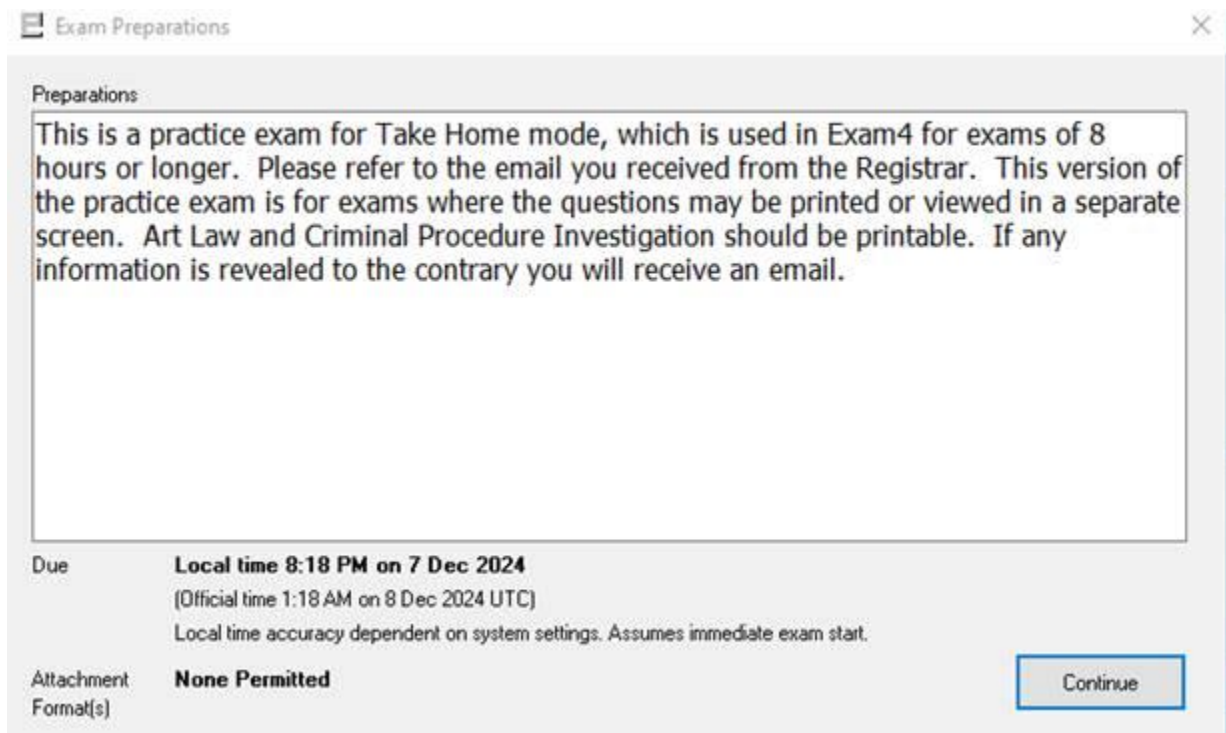 Exam Preparations
Preparations
This is a practice exam for Take Home mode, which is used in Exam4 for exams of 8
hours or longer.  Please refer to the email you received from the Registrar.  This version of
the practice exam is for exams where the questions may be printed or viewed in a separate
screen.  Art Law and Criminal Procedure Investigation should be printable.  If any
information is revealed to the contrary you will receive an email.
Due
Local time 8:18 PM on 7 Dec 2024
(Official time 1:18 AM on 8 Dec 2024 UTC)
Local time accuracy dependent on system settings. Assumes immediate exam start.
Attachment
Format(s)
None Permitted
Continue